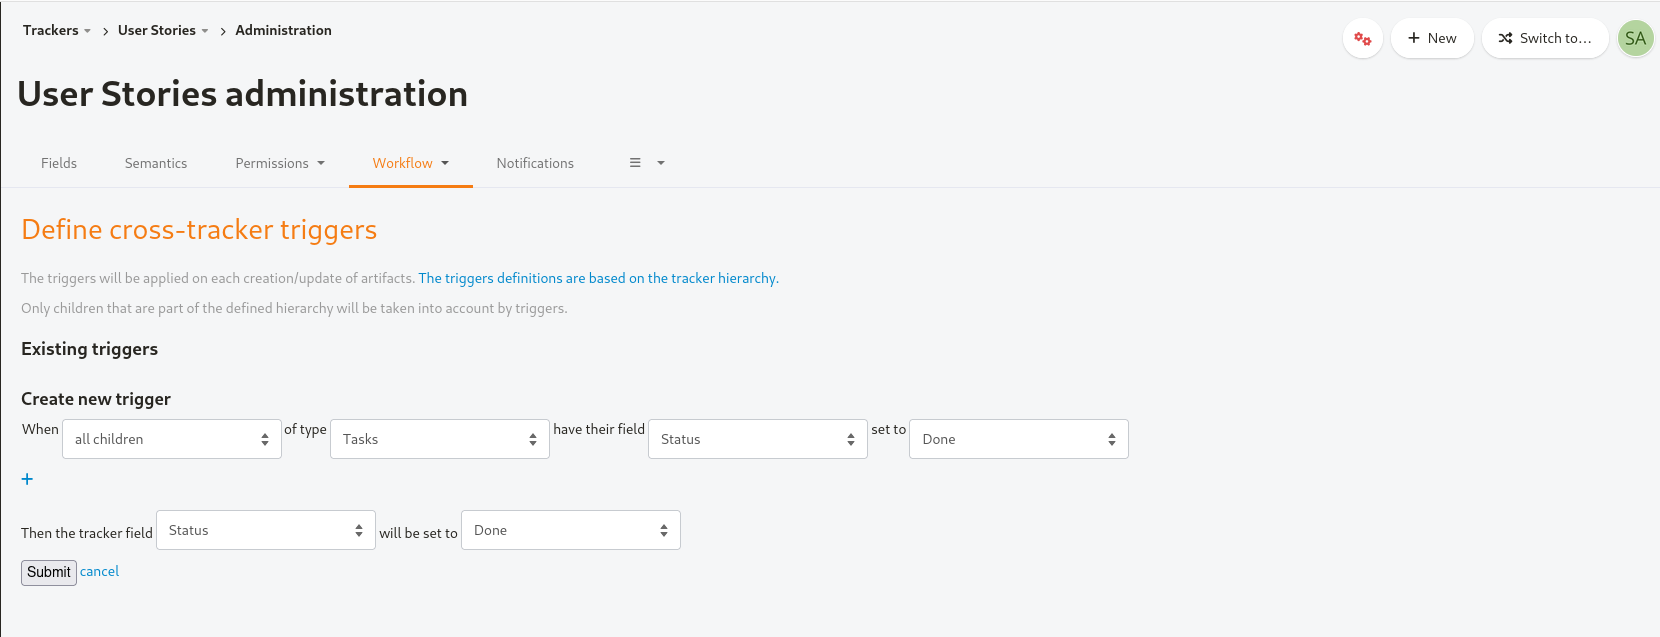 Trackers > User Stories > Administration
+ New
Switch to...
SA
User Stories administration
Fields Semantics Permissions Workflow Notifications
Define cross-tracker triggers
The triggers will be applied on each creation/update of artifacts. The triggers definitions are based on the tracker hierarchy.
Only children that are part of the defined hierarchy will be taken into account by triggers.
Existing triggers
Create new trigger
When all children of type Tasks have their field Status set to Done
+
Then the tracker field Status will be set to Done
Submit cancel